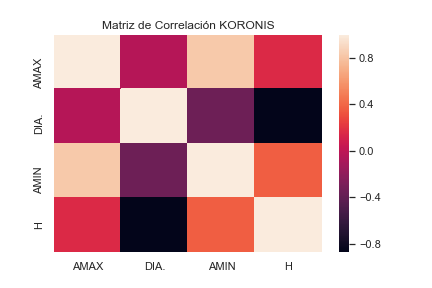 Matriz de Correlación KORONIS
AMAX
DIA.
AMIN
H
AMAX DIA. AMIN H
0.8
0.4
0.0
−0.4
−0.8